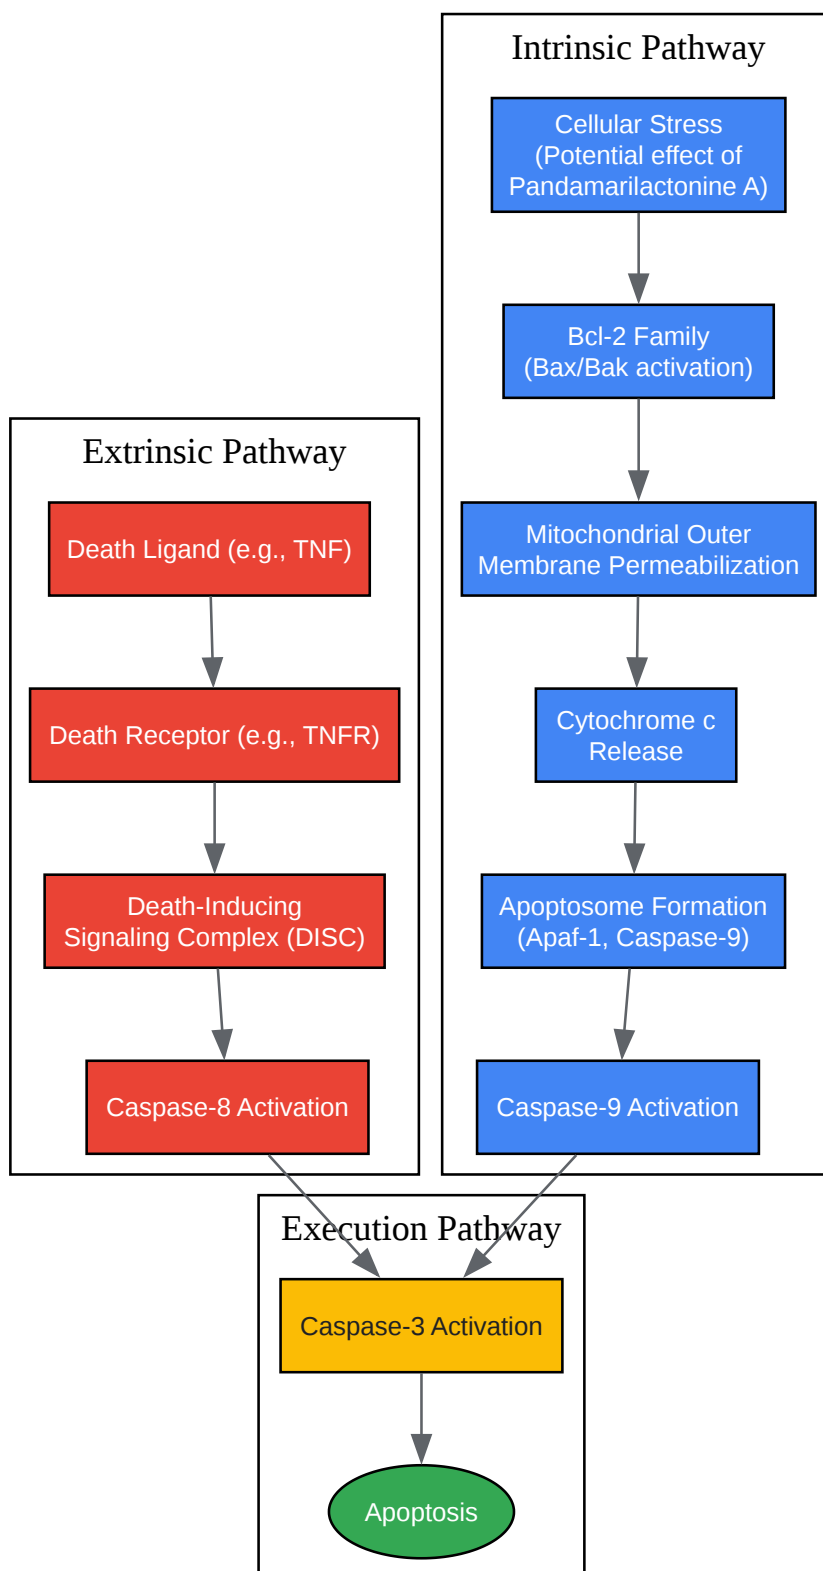 Intrinsic Pathway
Cellular Stress
(Potential effect of
Pandamarilactonine A)
Bcl-2 Family
(Bax/Bak activation)
Mitochondrial Outer
Membrane Permeabilization
Cytochrome c
Release
Apoptosome Formation
(Apaf-1, Caspase-9)
Caspase-9 Activation
Extrinsic Pathway
Death Ligand (e.g., TNF)
Death Receptor (e.g., TNFR)
Death-Inducing
Signaling Complex (DISC)
Caspase-8 Activation
Execution Pathway
Caspase-3 Activation
Apoptosis